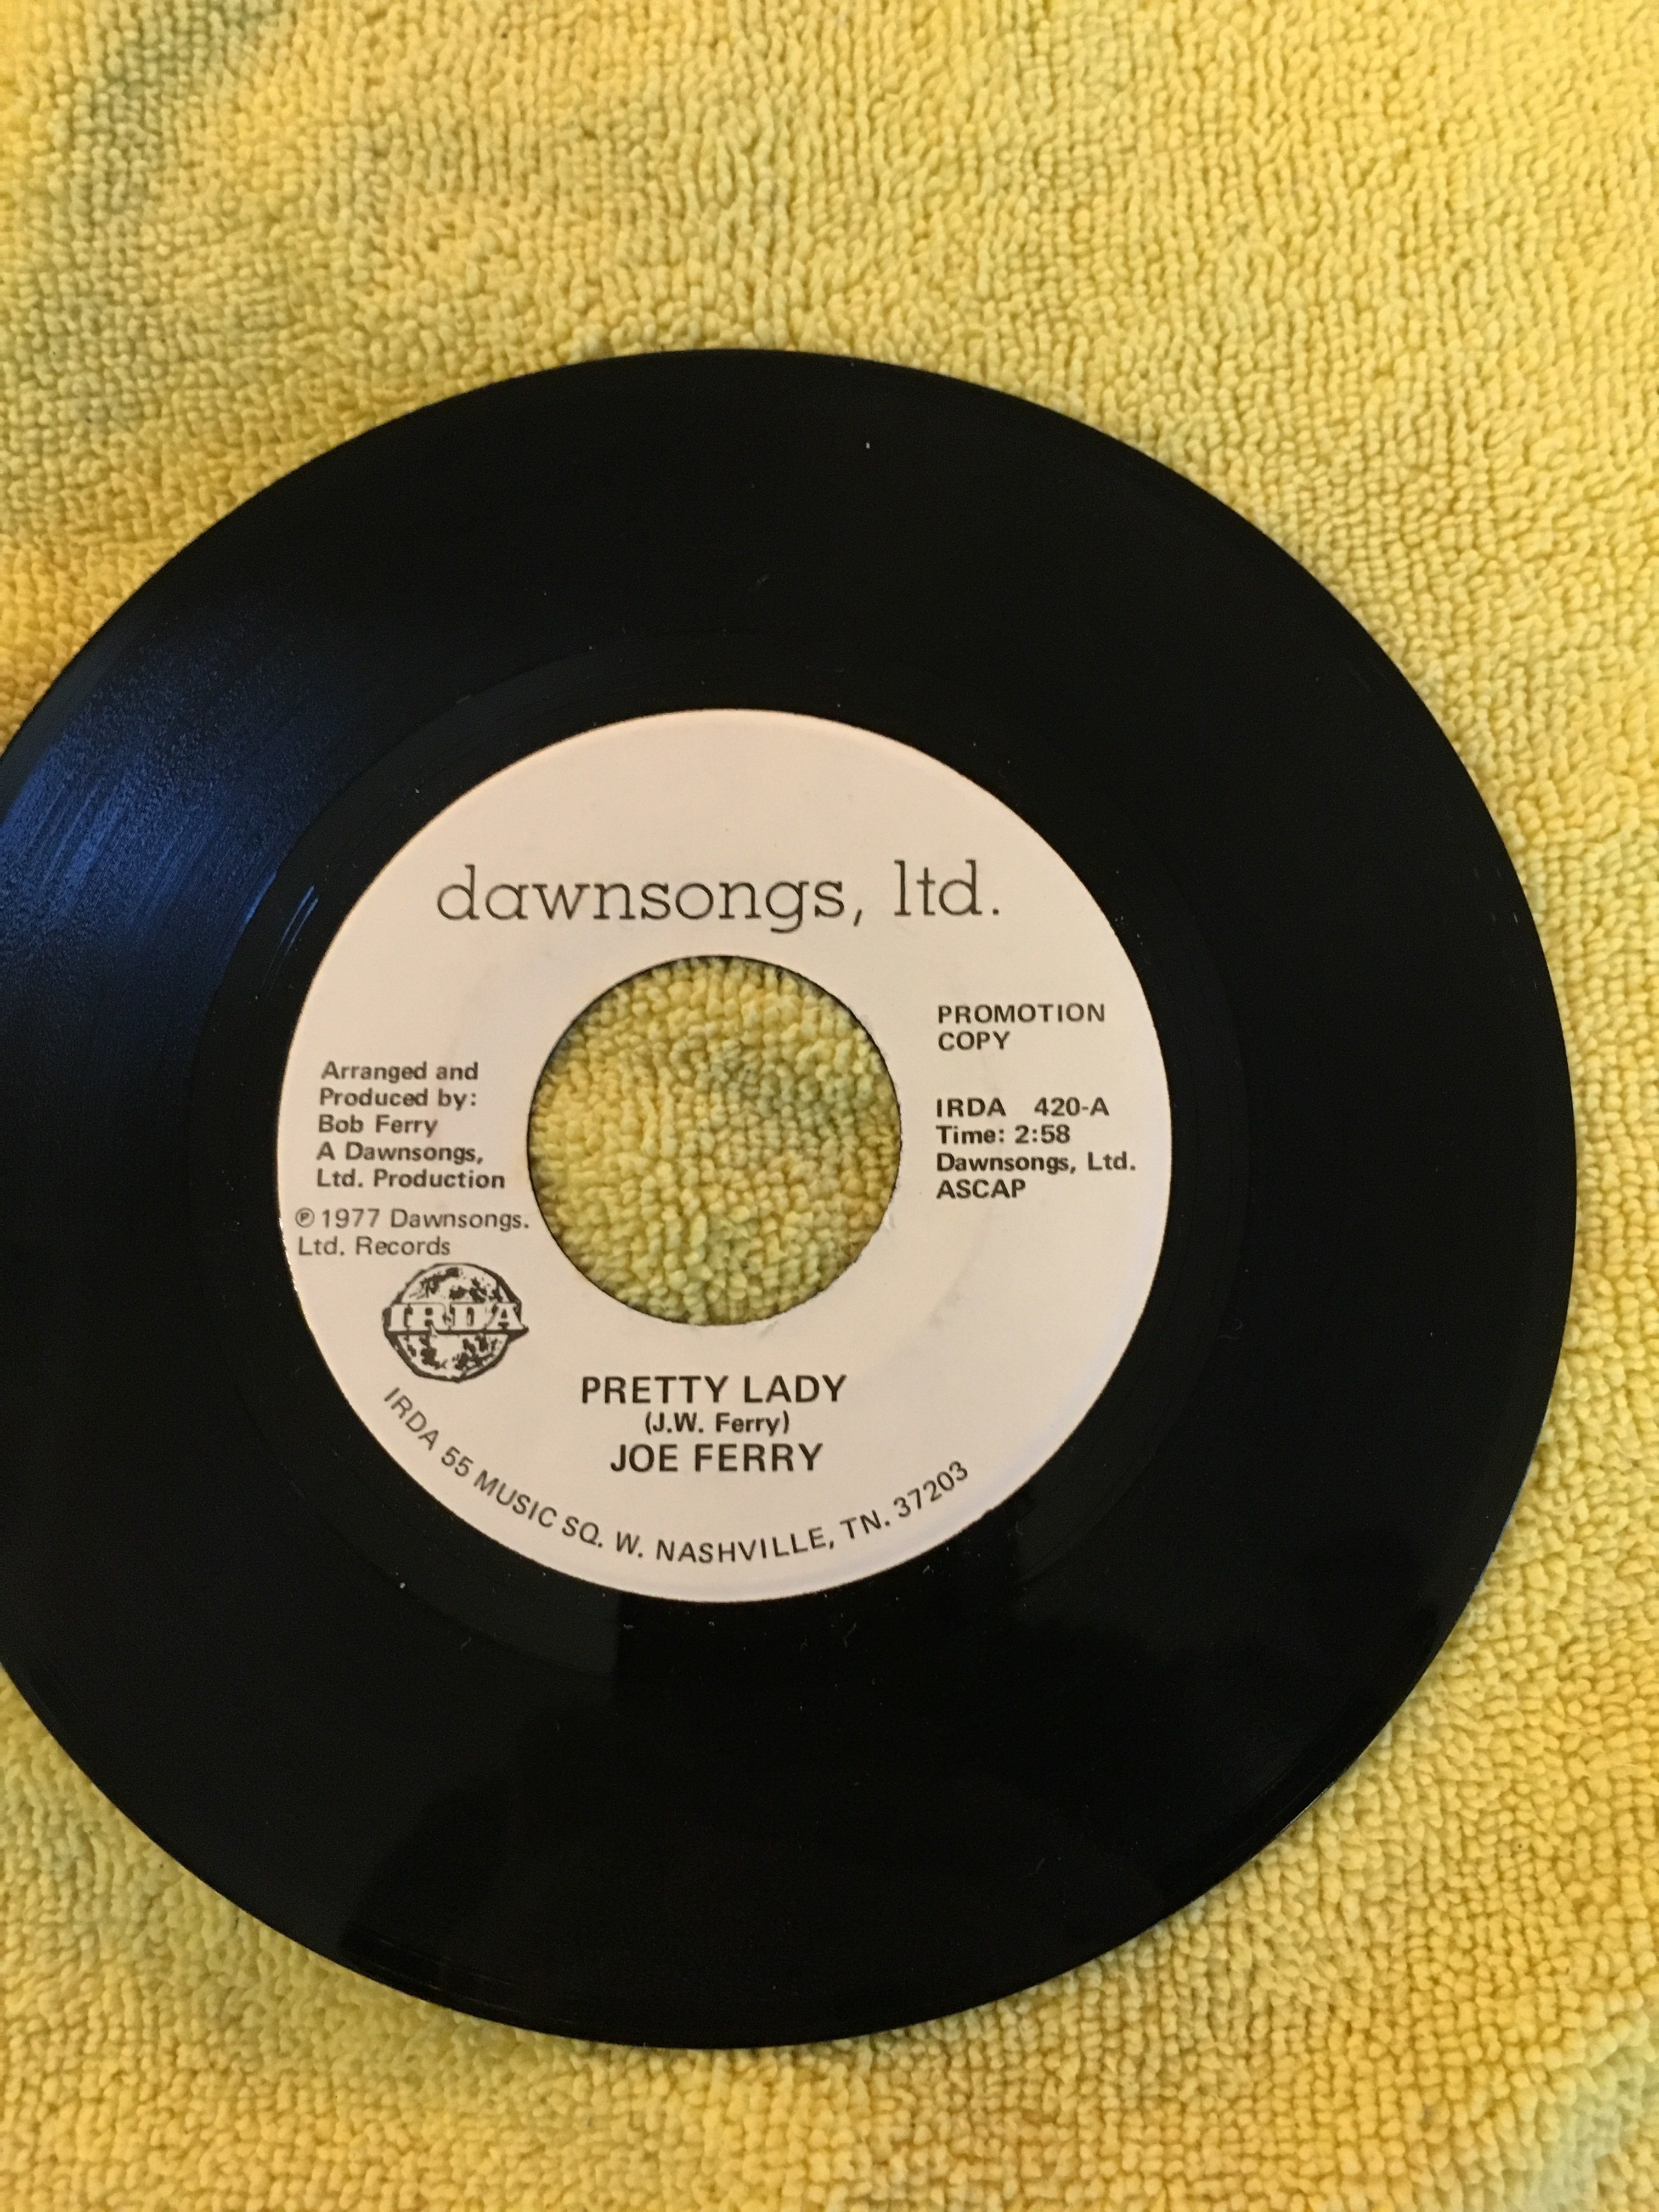 dawnsongs, ltd.
PROMOTION
COPY
Arranged and
Produced by:
Bob Ferry
A Dawnsongs,
Ltd. Production
℗ 1977 Dawnsongs.
Ltd. Records
IRDA 420-A
Time: 2:58
Dawnsongs, Ltd.
ASCAP
IRDA
PRETTY LADY
(J.W. Ferry)
JOE FERRY
IRDA 55 MUSIC SQ. W. NASHVILLE, TN. 37203